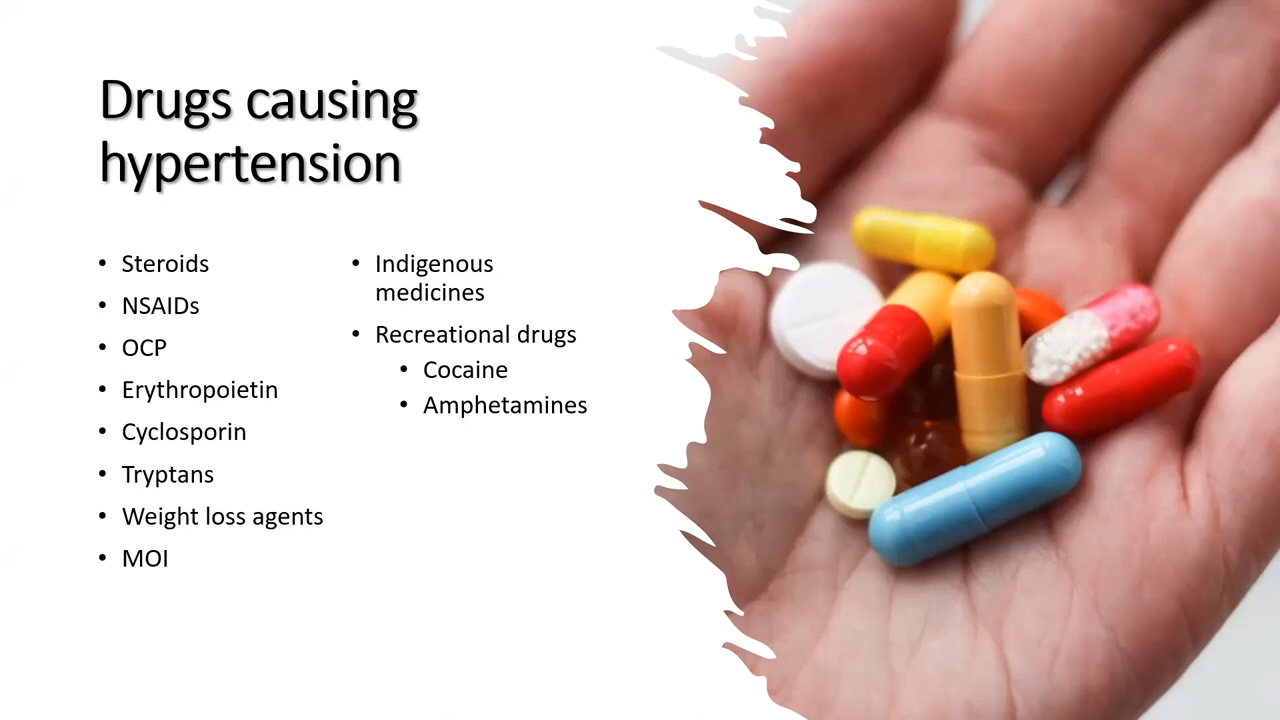 Drugs causing
hypertension
• Steroids
• NSAIDs
• OCP
• Erythropoietin
• Cyclosporin
• Tryptans
• Weight loss agents
• MOI
• Indigenous
medicines
• Recreational drugs
• Cocaine
• Amphetamines